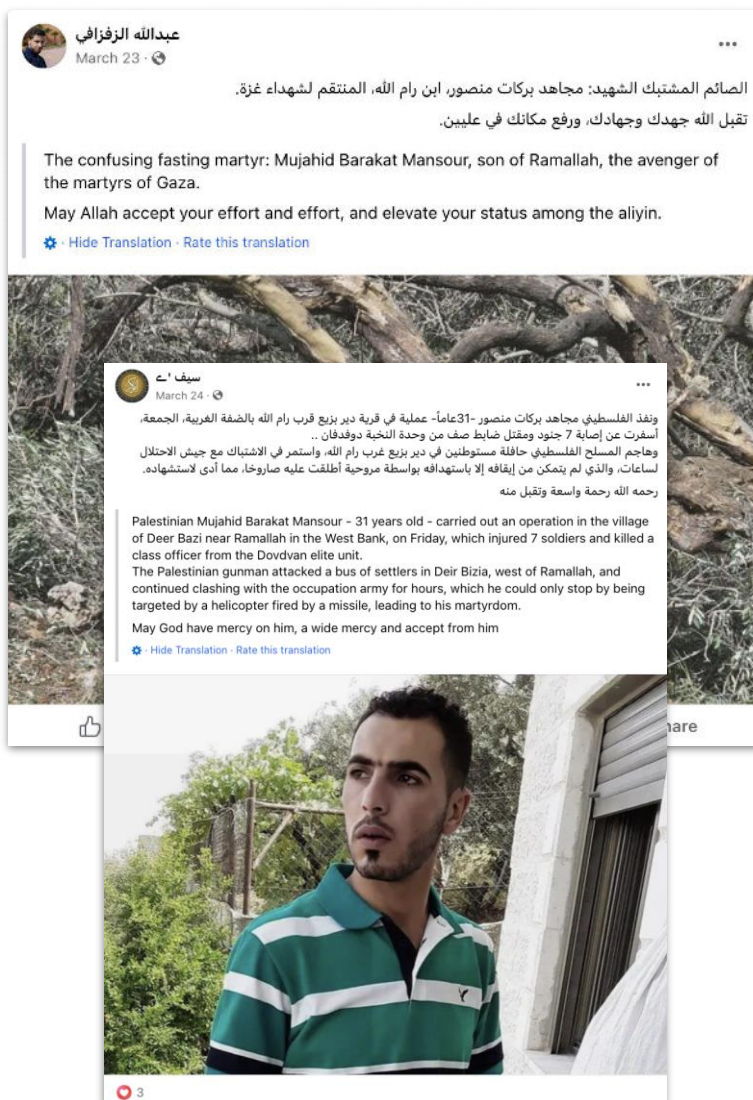 عبدالله الزفزافي
March 23
الصائم المشتبك الشهيد: مجاهد بركات منصور، ابن رام الله، المنتقم لشهداء غزة.
تقبل الله جهدك وجهادك، ورفع مكانك في عليين.
The confusing fasting martyr: Mujahid Barakat Mansour, son of Ramallah, the avenger of
the martyrs of Gaza.
May Allah accept your effort and effort, and elevate your status among the aliyin.
· Hide Translation · Rate this translation
March 24
ونفذ الفلسطيني مجاهد بركات منصور -31عاماً- عملية في قرية دير بزيع قرب رام الله بالضفة الغربية، الجمعة،
أسفرت عن إصابة 7 جنود ومقتل ضابط صف من وحدة النخبة دوفدفان ..
وهاجم المسلح الفلسطيني حافلة مستوطنين في دير بزيع غرب رام الله، واستمر في الاشتباك مع جيش الاحتلال
لساعات، والذي لم يتمكن من إيقافه إلا باستهدافه بواسطة مروحية أطلقت عليه صاروخا، مما أدى لاستشهاده.
رحمه الله رحمة واسعة وتقبل منه
Palestinian Mujahid Barakat Mansour - 31 years old - carried out an operation in the village
of Deer Bazi near Ramallah in the West Bank, on Friday, which injured 7 soldiers and killed a
class officer from the Dovdvan elite unit.
The Palestinian gunman attacked a bus of settlers in Deir Bizia, west of Ramallah, and
continued clashing with the occupation army for hours, which he could only stop by being
targeted by a helicopter fired by a missile, leading to his martyrdom.
May God have mercy on him, a wide mercy and accept from him
· Hide Translation · Rate this translation
3